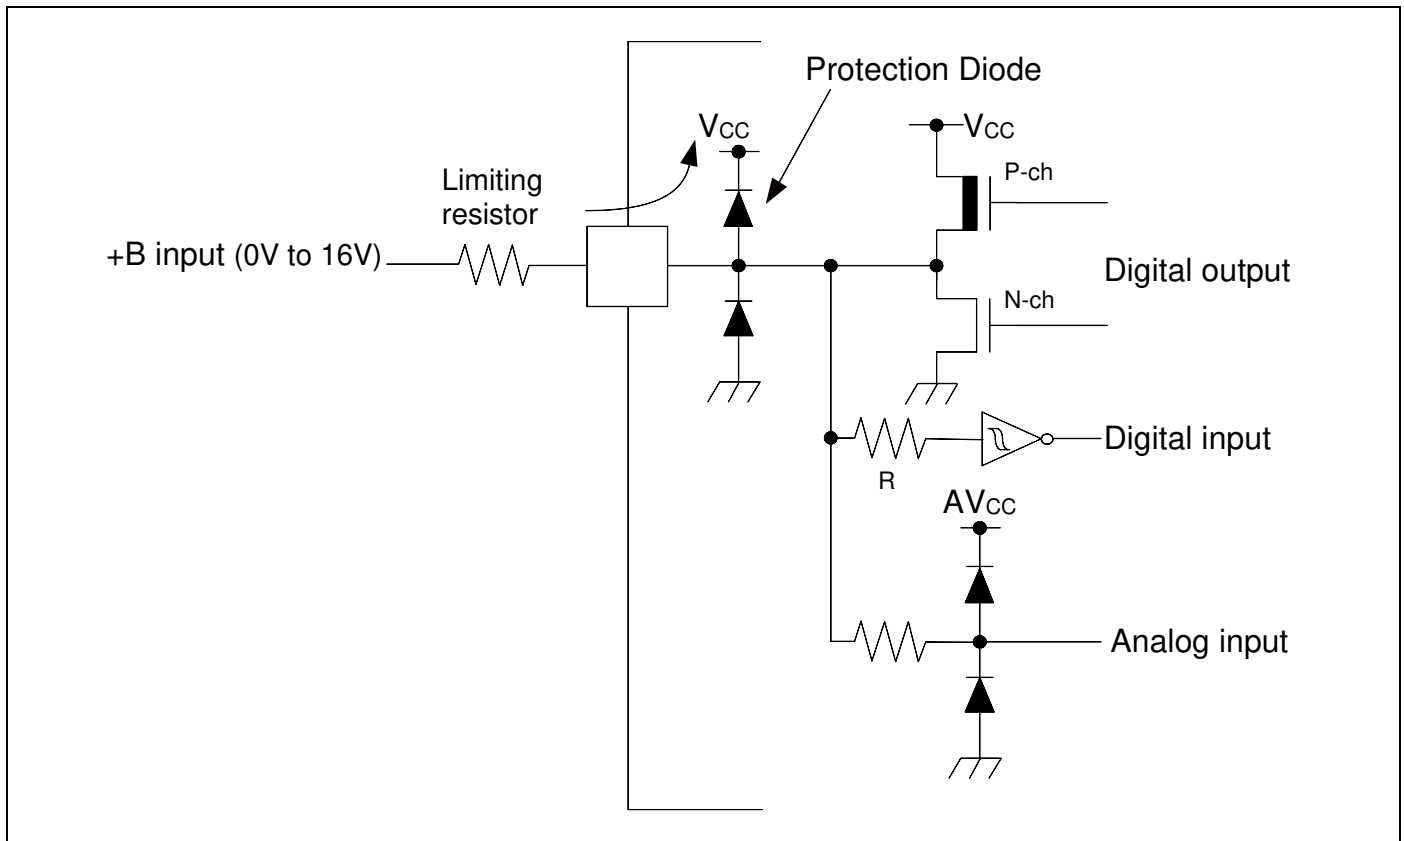 Protection Diode
VCC
VCC
P-ch
Limiting
resistor
+B input (0V to 16V)
Digital output
N-ch
Digital input
R
AVCC
Analog input